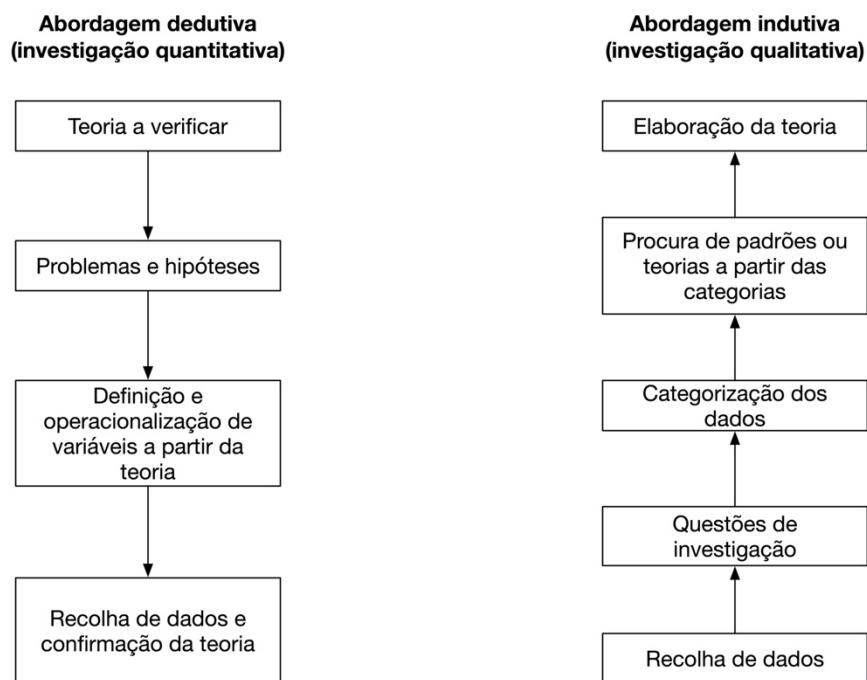 Abordagem dedutiva
(investigação quantitativa)
Teoria a verificar
Problemas e hipóteses
Definição e
operacionalização de
variáveis a partir da
teoria
Recolha de dados e
confirmação da teoria
Abordagem indutiva
(investigação qualitativa)
Elaboração da teoria
Procura de padrões ou
teorias a partir das
categorias
Categorização dos
dados
Questões de
investigação
Recolha de dados